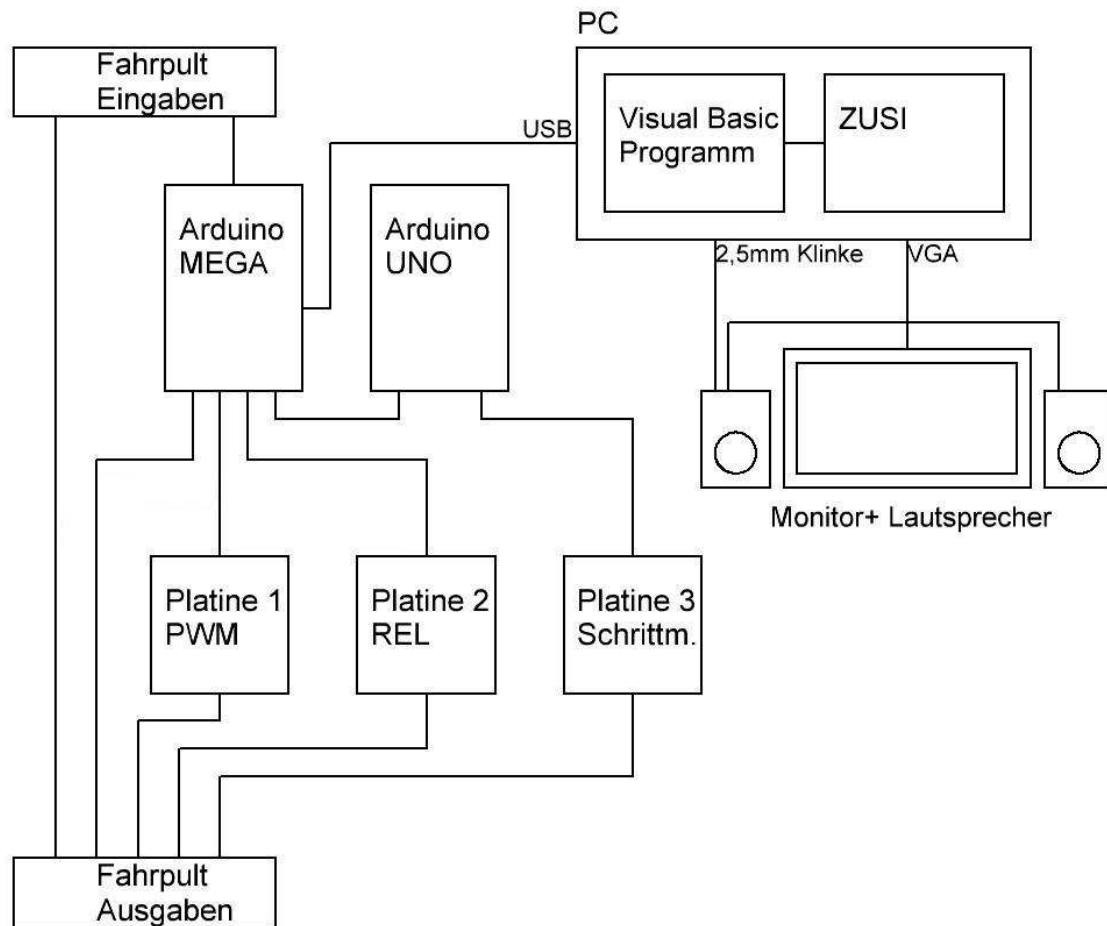 PC
Fahrpult
Eingaben
USB
Visual Basic
Programm
ZUSI
Arduino
MEGA
Arduino
UNO
2,5mm Klinke
VGA
Monitor+ Lautsprecher
Platine 1
PWM
Platine 2
REL
Platine 3
Schrittm.
Fahrpult
Ausgaben